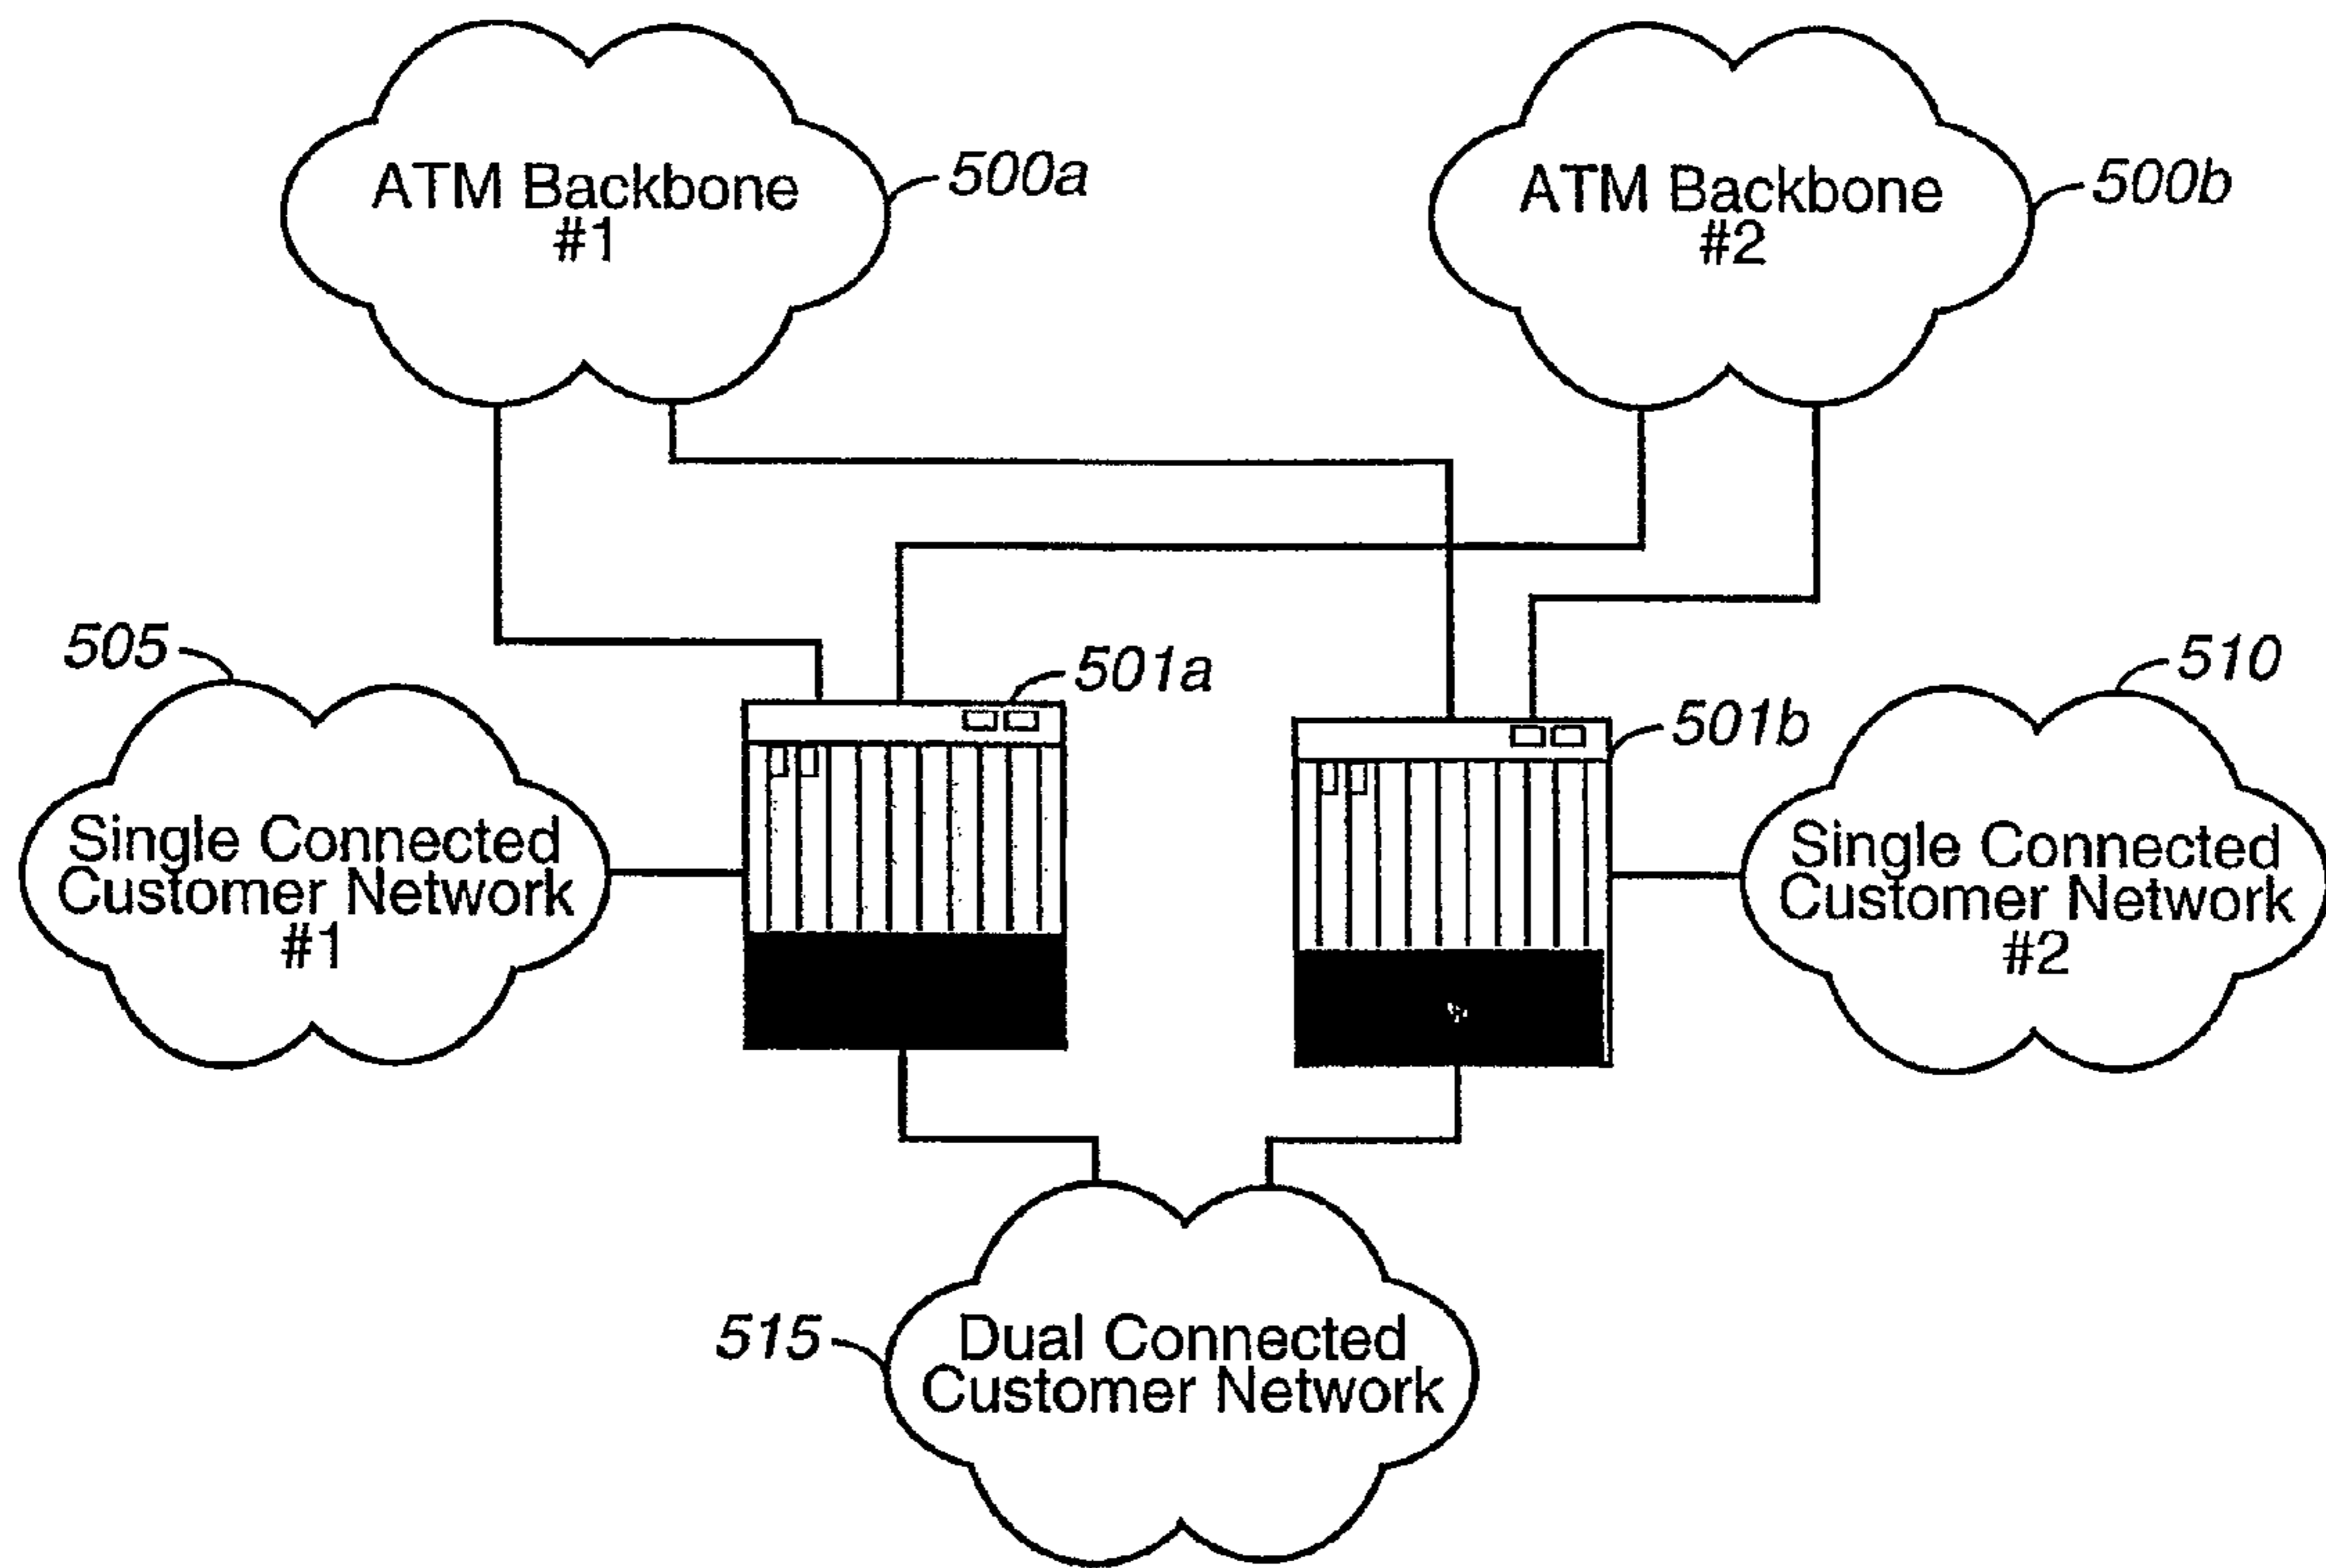 ATM Backbone
#1
500a
ATM Backbone
#2
500b
505
501a
510
501b
Single Connected
Customer Network
#1
Single Connected
Customer Network
#2
515
Dual Connected
Customer Network